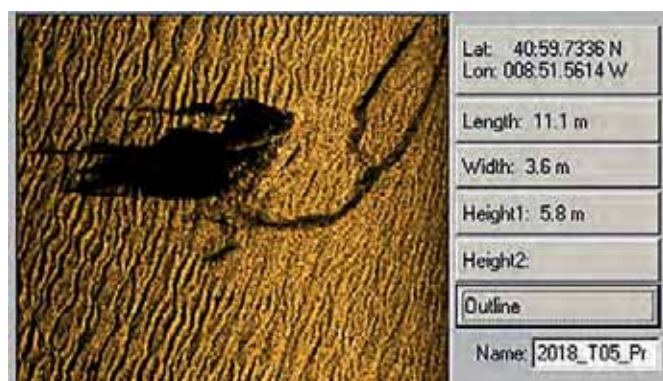 Lat: 40:59.7336 N
Lon: 008:51.5614 W
Length: 11.1 m
Width: 3.6 m
Height1: 5.8 m
Height2:
Outline
Name: 2018_T05_Pr